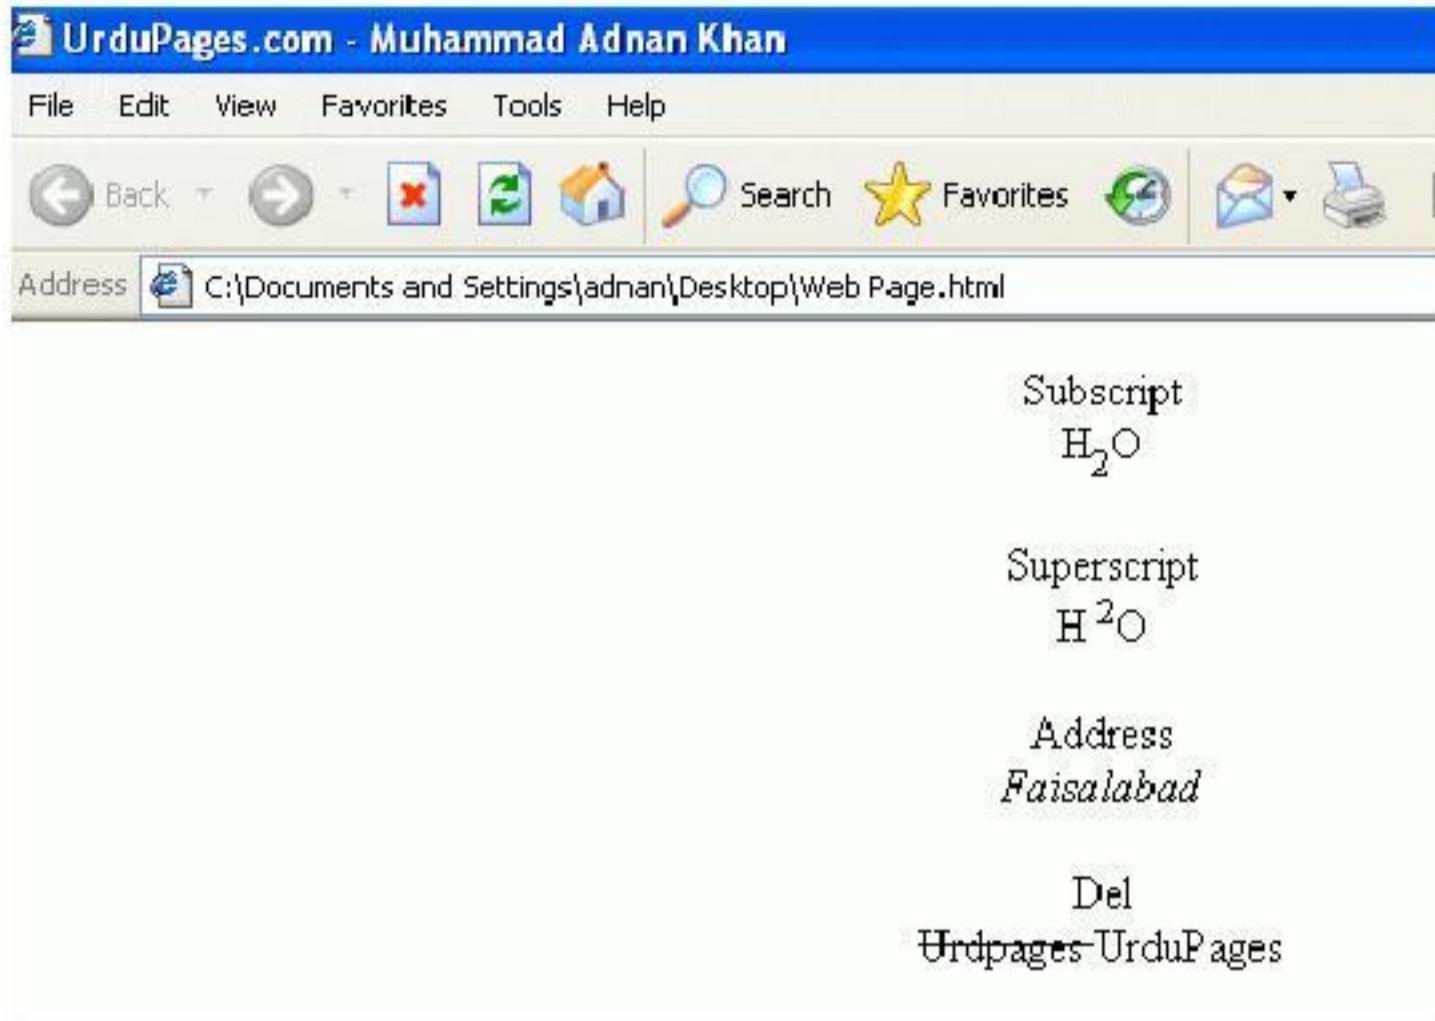 UrduPages.com - Muhammad Adnan Khan
File Edit View Favorites Tools Help
Back Search Favorites
Address C:\Documents and Settings\adnan\Desktop\Web Page.html
Subscript
H₂O
Superscript
H ²O
Address
Faisalabad
Del
Urdpages UrduPages